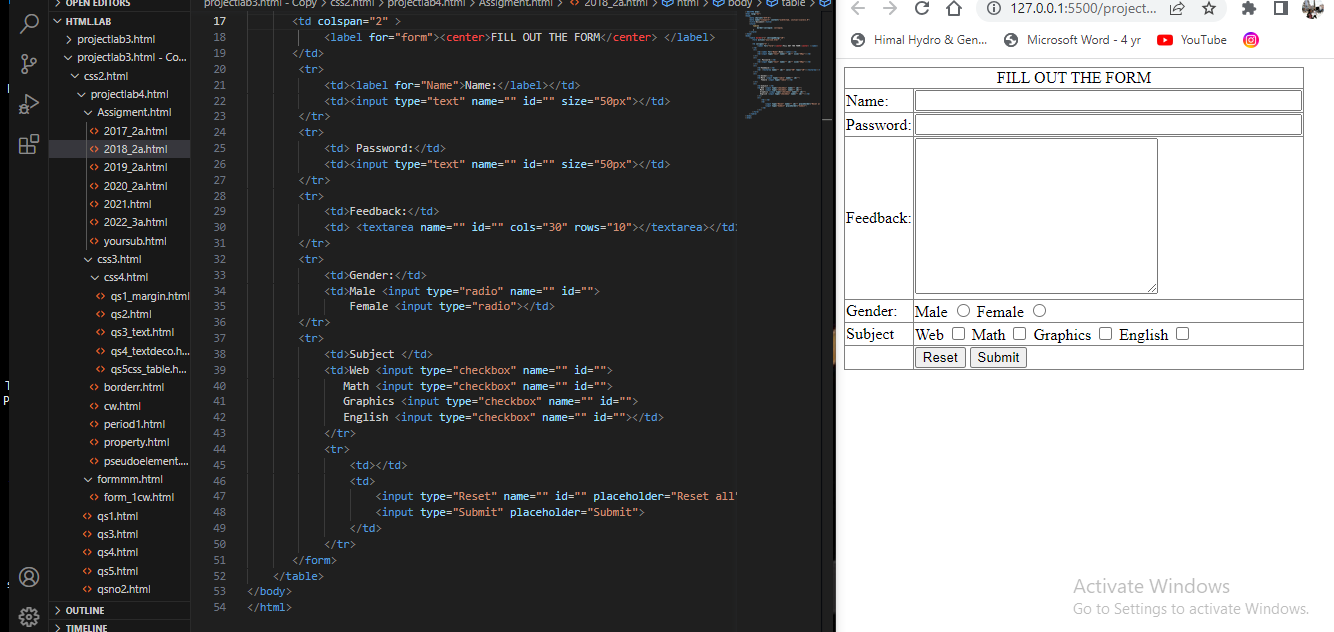 OPEN EDITORS
HTML.LAB
projectlab3.html
projectlab3.html - Co...
css2.html
projectlab4.html
Assigment.html
2017_2a.html
2018_2a.html
2019_2a.html
2020_2a.html
2021.html
2022_3a.html
yoursub.html
css3.html
css4.html
qs1_margin.html
qs2.html
qs3_text.html
qs4_textdeco.h...
qs5css_table.h...
borderr.html
cw.html
period1.html
property.html
pseudoelement....
formmm.html
form_1cw.html
qs1.html
qs3.html
qs4.html
qs5.html
qsno2.html
OUTLINE
TIMELINE
projectlab3.html - Copy > css2.html > projectlab4.html > Assigment.html > 2018_2a.html > html > body > table >
17 <td colspan="2" >
18 <label for="form"><center>FILL OUT THE FORM</center> </label>
19 </td>
20 <tr>
21 <td><label for="Name">Name:</label></td>
22 <td><input type="text" name="" id="" size="50px"></td>
23 </tr>
24 <tr>
25 <td> Password:</td>
26 <td><input type="text" name="" id="" size="50px"></td>
27 </tr>
28 <tr>
29 <td>Feedback:</td>
30 <td> <textarea name="" id="" cols="30" rows="10"></textarea></td
31 </tr>
32 <tr>
33 <td>Gender:</td>
34 <td>Male <input type="radio" name="" id="">
35 Female <input type="radio"></td>
36 </tr>
37 <tr>
38 <td>Subject </td>
39 <td>Web <input type="checkbox" name="" id="">
40 Math <input type="checkbox" name="" id="">
41 Graphics <input type="checkbox" name="" id="">
42 English <input type="checkbox" name="" id=""></td>
43 </tr>
44 <tr>
45 <td></td>
46 <td>
47 <input type="Reset" name="" id="" placeholder="Reset all"
48 <input type="Submit" placeholder="Submit">
49 </td>
50 </tr>
51 </form>
52 </table>
53 </body>
54 </html>
127.0.0.1:5500/project...
Himal Hydro & Gen... Microsoft Word - 4 yr YouTube
FILL OUT THE FORM
Name:
Password:
Feedback:
Gender: Male Female
Subject Web Math Graphics English
Reset Submit
Activate Windows
Go to Settings to activate Windows.